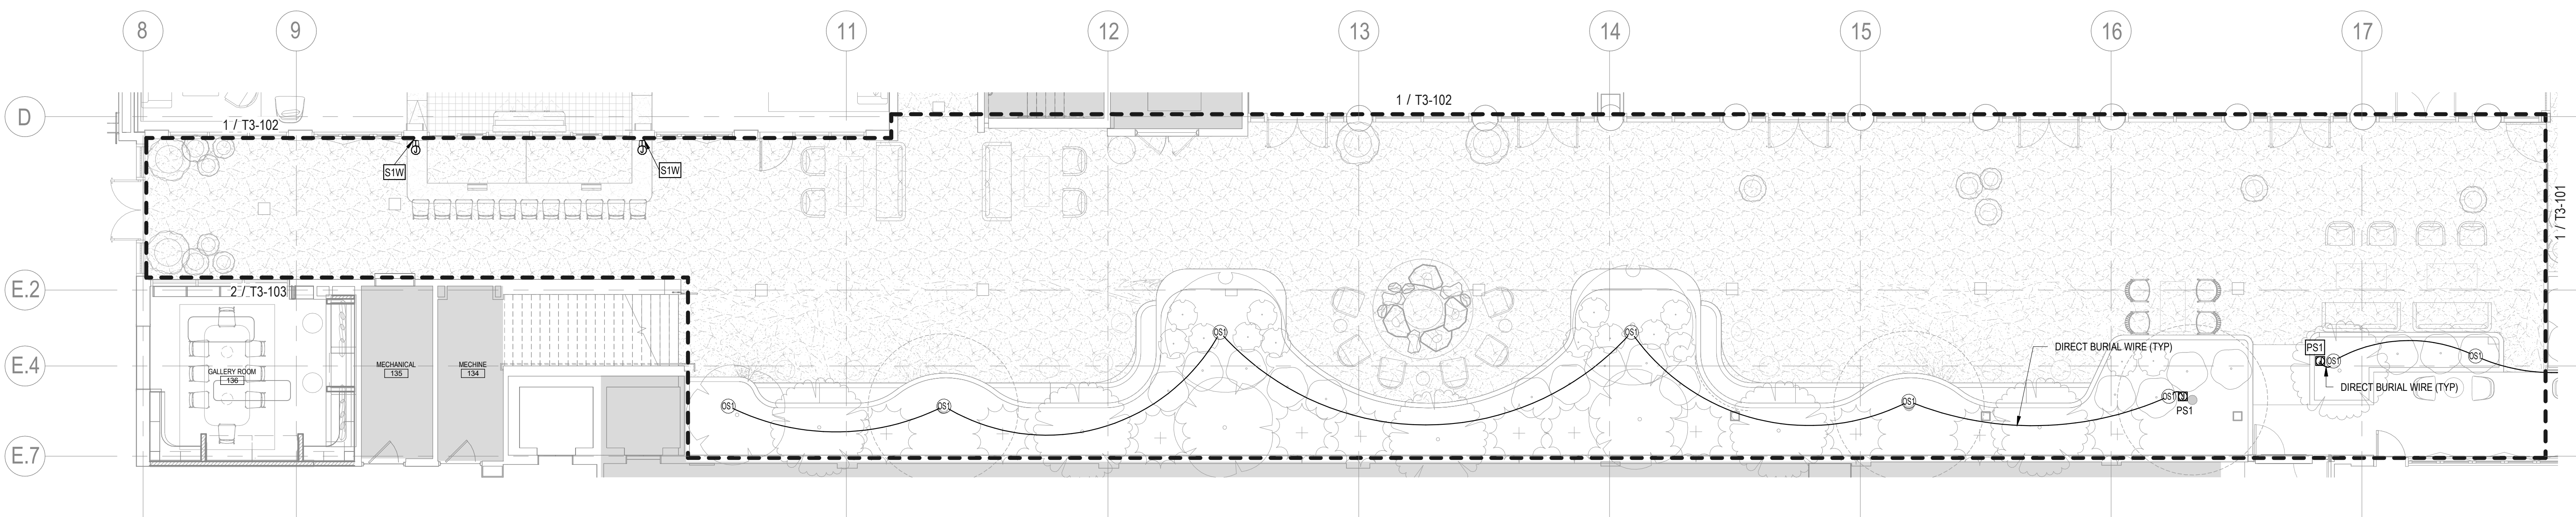 8 9 11 12 13 14 15 16 17
D
1 / T3-102
1 / T3-102
S1W
S1W
1 / T3-101
E.2
2 / T3-103
OS1
OS1
DIRECT BURIAL WIRE (TYP)
PS1
OS1
OS1
E.4
MECHANICAL
135
MECHINE
134
GALLERY ROOM
136
DIRECT BURIAL WIRE (TYP)
OS1
OS1
OS1
OS1
PS1
E.7